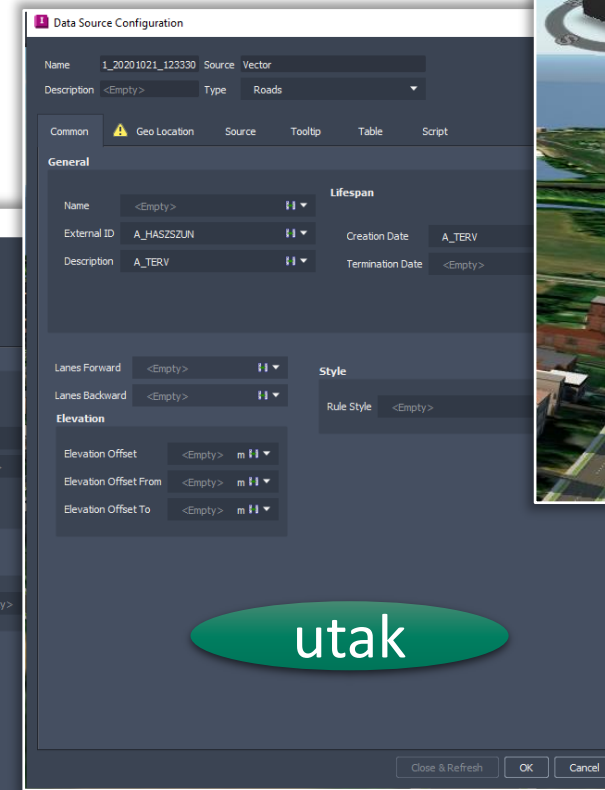 Data Source Configuration
Name 1_20201021_123330 Source Vector
Description <Empty> Type Roads
Common Geo Location Source Tooltip Table Script
General
Name <Empty>
External ID A_HASZSZUN
Description A_TERV
Lifespan
Creation Date A_TERV
Termination Date <Empty>
Lanes Forward <Empty>
Lanes Backward <Empty>
Style
Rule Style <Empty>
Elevation
Elevation Offset <Empty> m
Elevation Offset From <Empty> m
Elevation Offset To <Empty> m
utak
Close & Refresh OK Cancel